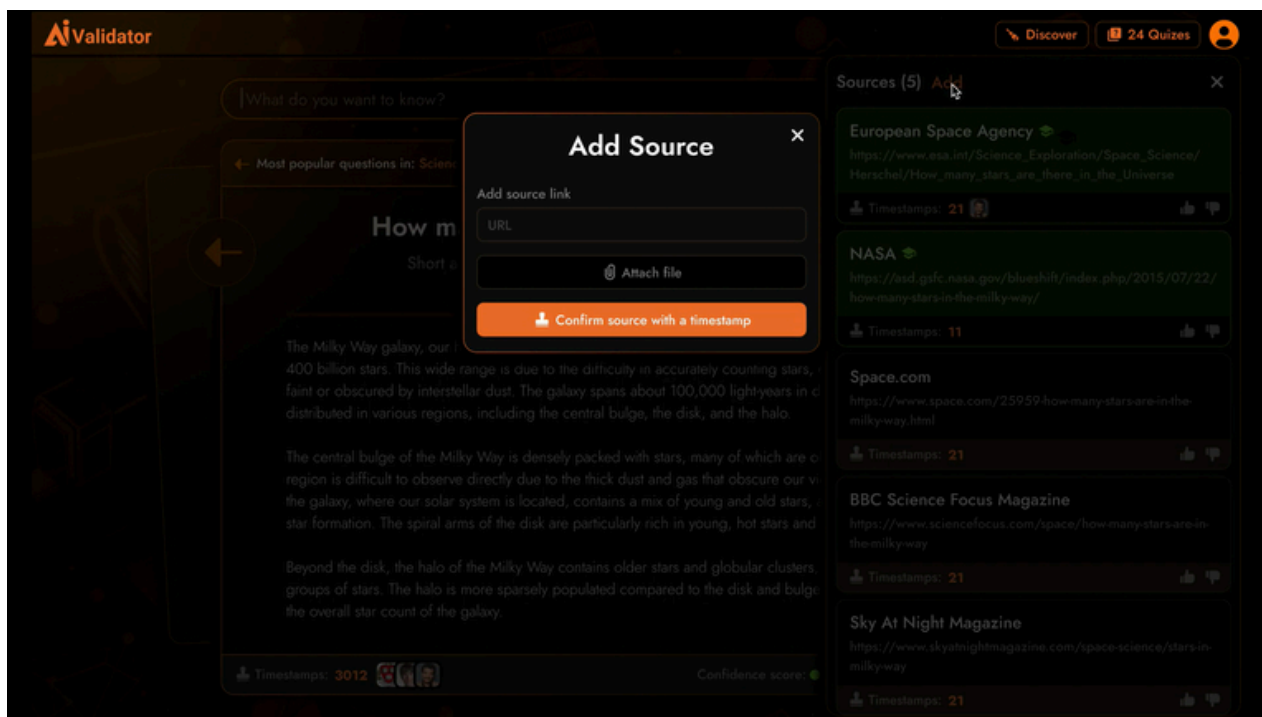 Ai Validator
Discover
24 Quizes
What do you want to know?
Most popular questions in: Scien
How m
Short
The Milky Way galaxy, our
400 billion stars. This wide range is due to the difficulty in accurately counting stars,
faint or obscured by interstellar dust. The galaxy spans about 100,000 light-years in
distributed in various regions, including the central bulge, the disk, and the halo.
The central bulge of the Milky Way is densely packed with stars, many of which are
region is difficult to observe directly due to the thick dust and gas that obscure our
the galaxy, where our solar system is located, contains a mix of young and old stars,
star formation. The spiral arms of the disk are particularly rich in young, hot stars and
Beyond the disk, the halo of the Milky Way contains older stars and globular clusters,
groups of stars. The halo is more sparsely populated compared to the disk and bulge
the overall star count of the galaxy.
Timestamps: 3012
Confidence score:
Add Source
Add source link
URL
Attach file
Confirm source with a timestamp
Sources (5) Add
European Space Agency
https://www.esa.int/Science_Exploration/Space_Science/
Herschel/How_many_stars_are_there_in_the_Universe
Timestamps: 21
NASA
https://asd.gsfc.nasa.gov/blueshift/index.php/2015/07/22/
how-many-stars-in-the-milky-way/
Timestamps: 11
Space.com
https://www.space.com/25959-how-many-stars-are-in-the-
milky-way.html
Timestamps: 21
BBC Science Focus Magazine
https://www.sciencefocus.com/space/how-many-stars-are-in-
the-milky-way
Timestamps: 21
Sky At Night Magazine
https://www.skyatnightmagazine.com/space-science/stars-in-
milky-way
Timestamps: 21